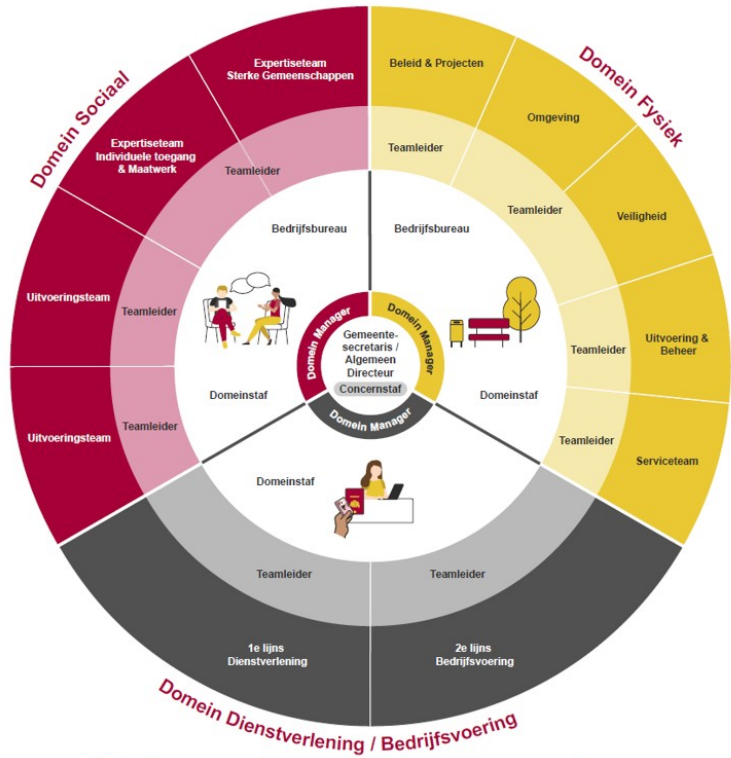 Domein Sociaal
Domein Fysiek
Expertiseteam
Sterke Gemeenschappen
Beleid & Projecten
Omgeving
Expertiseteam
Individuele toegang
& Maatwerk
Teamleider
Teamleider
Teamleider
Veiligheid
Bedrijfsbureau
Bedrijfsbureau
Uitvoeringsteam
Teamleider
Domein Manager
Domein Manager
Gemeente-
secretaris /
Algemeen
Directeur
Concernstaf
Teamleider
Uitvoering &
Beheer
Domeinstaf
Domeinstaf
Domein Manager
Uitvoeringsteam
Teamleider
Teamleider
Serviceteam
Domeinstaf
Teamleider
Teamleider
1e lijns
Dienstverlening
2e lijns
Bedrijfsvoering
Domein Dienstverlening / Bedrijfsvoering